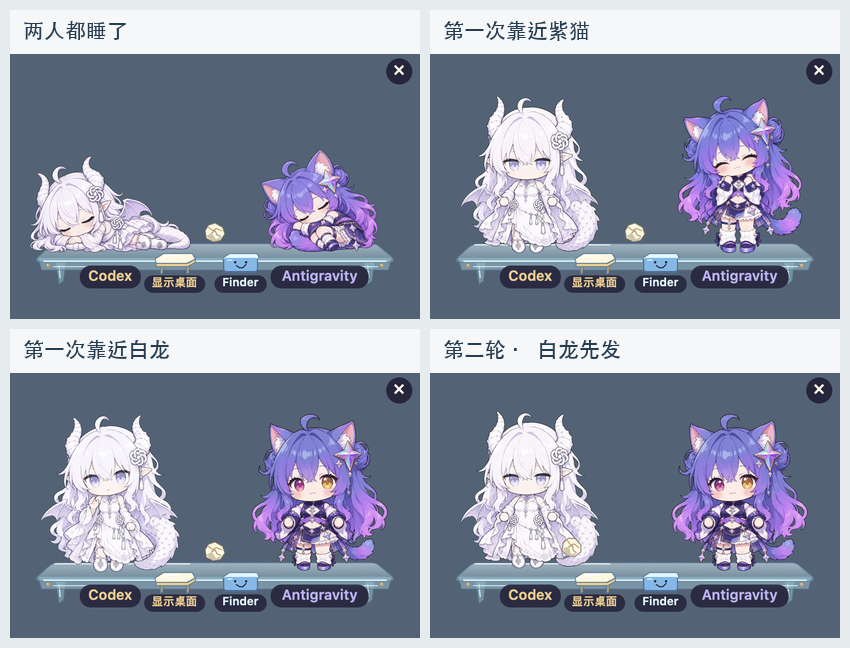 两人都睡了
第一次靠近紫猫
×
×
Codex
显示桌面
Finder
Antigravity
Codex
显示桌面
Finder
Antigravity
第一次靠近白龙
第二轮 · 白龙先发
×
×
Codex
显示桌面
Finder
Antigravity
Codex
显示桌面
Finder
Antigravity